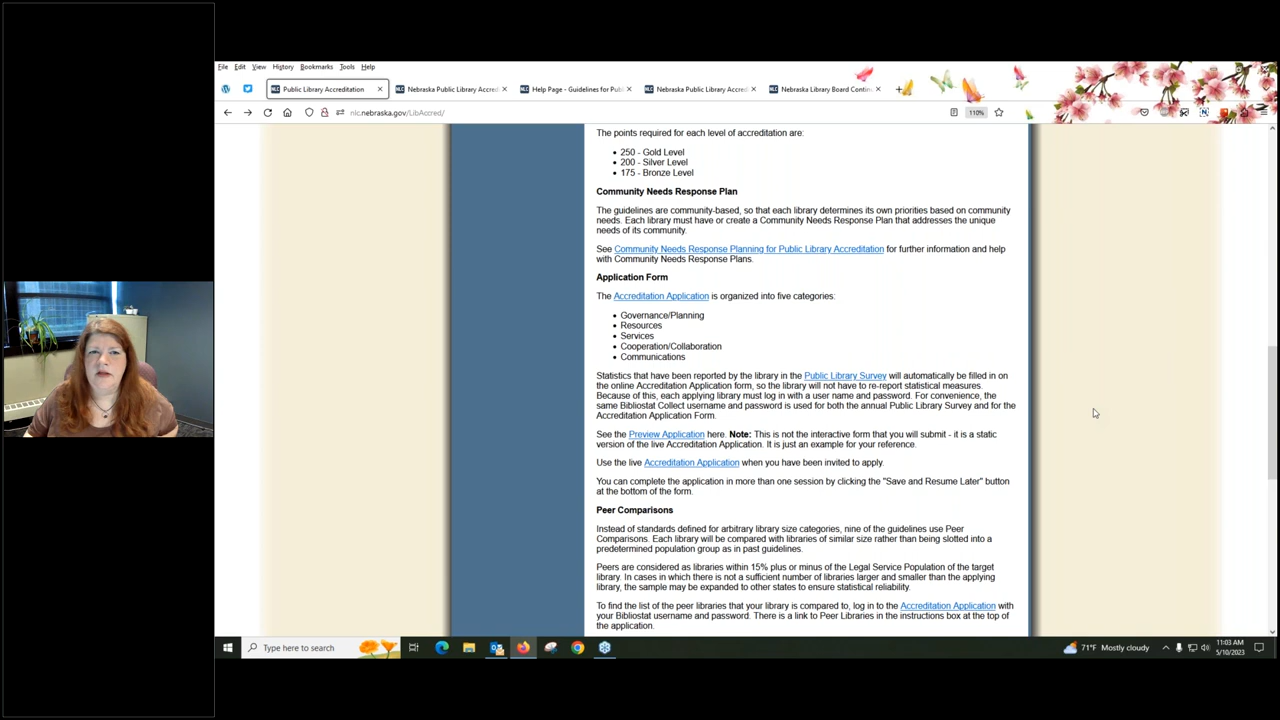 File Edit View History Bookmarks Tools Help
Public Library Accreditation
Nebraska Public Library Accred
Help Page - Guidelines for Publ
Nebraska Public Library Accred
Nebraska Library Board Contin
nlc.nebraska.gov/LibAccred/
110%
The points required for each level of accreditation are:
• 250 - Gold Level
• 200 - Silver Level
• 175 - Bronze Level
Community Needs Response Plan
The guidelines are community-based, so that each library determines its own priorities based on community
needs. Each library must have or create a Community Needs Response Plan that addresses the unique
needs of its community.
See Community Needs Response Planning for Public Library Accreditation for further information and help
with Community Needs Response Plans.
Application Form
The Accreditation Application is organized into five categories:
• Governance/Planning
• Resources
• Services
• Cooperation/Collaboration
• Communications
Statistics that have been reported by the library in the Public Library Survey will automatically be filled in on
the online Accreditation Application form, so the library will not have to re-report statistical measures.
Because of this, each applying library must log in with a user name and password. For convenience, the
same Bibliostat Collect username and password is used for both the annual Public Library Survey and for the
Accreditation Application Form.
See the Preview Application here. Note: This is not the interactive form that you will submit - it is a static
version of the live Accreditation Application. It is just an example for your reference.
Use the live Accreditation Application when you have been invited to apply.
You can complete the application in more than one session by clicking the "Save and Resume Later" button
at the bottom of the form.
Peer Comparisons
Instead of standards defined for arbitrary library size categories, nine of the guidelines use Peer
Comparisons. Each library will be compared with libraries of similar size rather than being slotted into a
predetermined population group as in past guidelines.
Peers are considered as libraries within 15% plus or minus of the Legal Service Population of the target
library. In cases in which there is not a sufficient number of libraries larger and smaller than the applying
library, the sample may be expanded to other states to ensure statistical reliability.
To find the list of the peer libraries that your library is compared to, log in to the Accreditation Application with
your Bibliostat username and password. There is a link to Peer Libraries in the instructions box at the top of
the application.
Type here to search
71°F Mostly cloudy
11:03 AM
5/10/2023